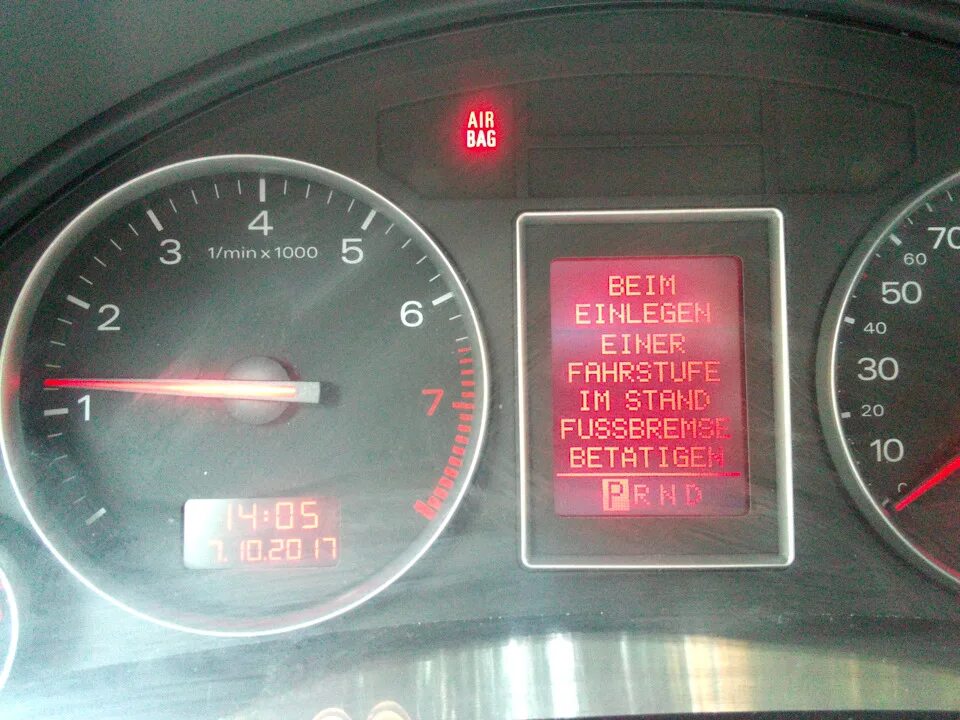 AIR
BAG
4
3
5
1/min x 1000
2
6
1
7
14:05
7.10.2017
BEIM
EINLEGEN
EINER
FAHRSTUFE
IM STAND
FUSSBREMSE
BETÄTIGEN
P R N D
70
60
50
40
30
20
10
0